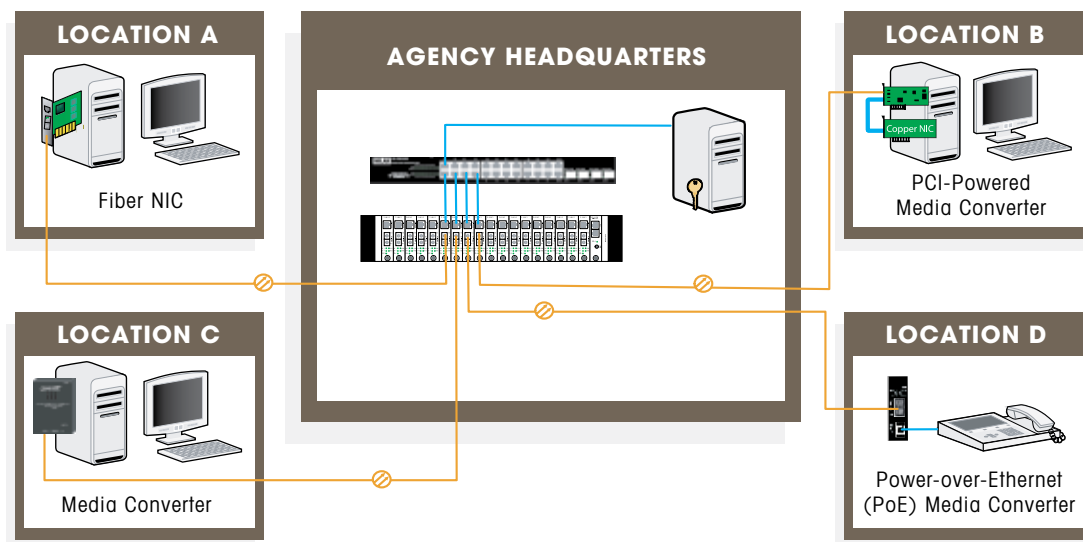 LOCATION A
Fiber NIC
AGENCY HEADQUARTERS
LOCATION B
Copper NIC
PCI-Powered
Media Converter
LOCATION C
Media Converter
LOCATION D
Power-over-Ethernet
(PoE) Media Converter